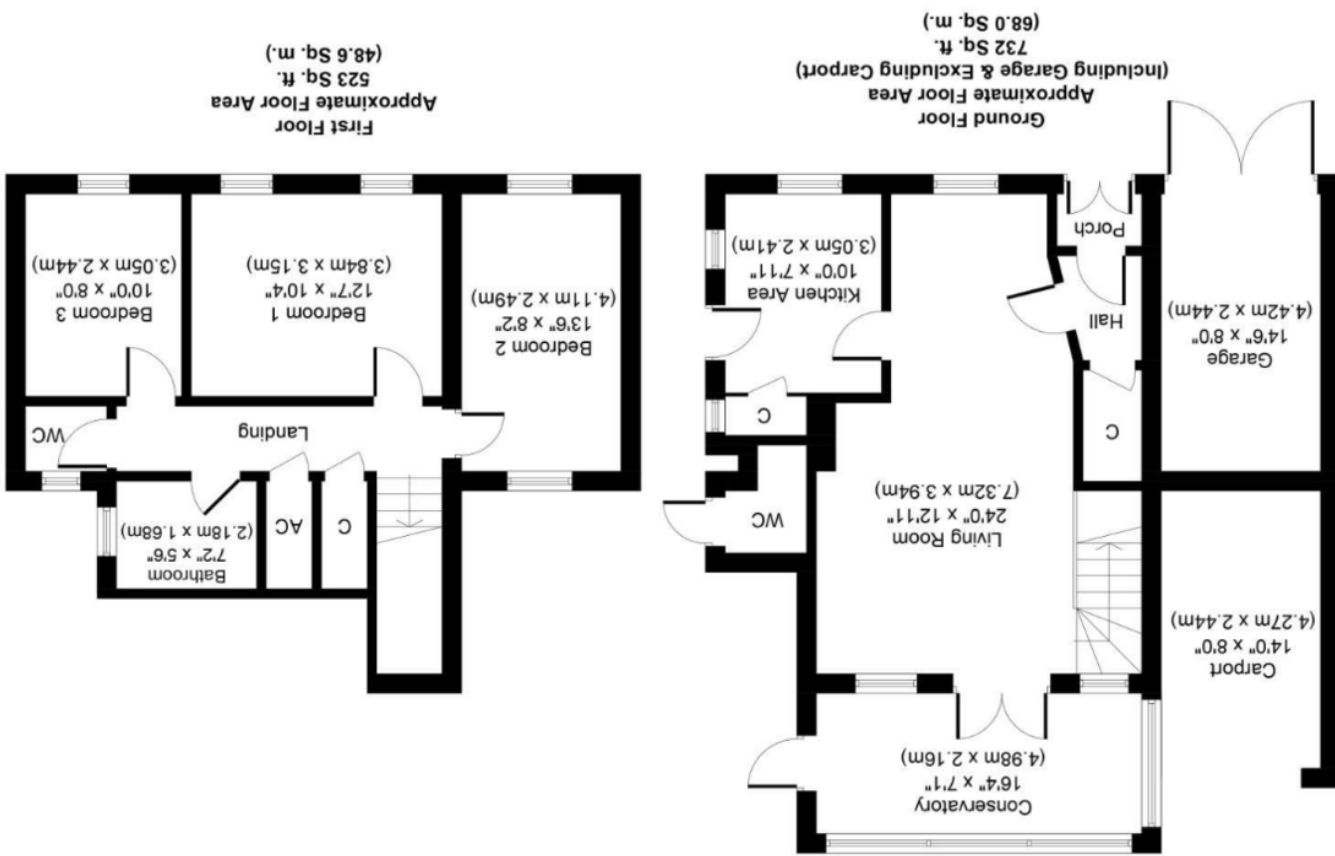 Conservatory
16'4" x 7'1"
(4.98m x 2.16m)
Carport
14'0" x 8'0"
(4.27m x 2.44m)
Living Room
24'0" x 12'11"
(7.32m x 3.94m)
WC
C
C
Garage
14'6" x 8'0"
(4.42m x 2.44m)
Hall
Kitchen Area
10'0" x 7'11"
(3.05m x 2.41m)
Porch
Ground Floor
Approximate Floor Area
(Including Garage & Excluding Carport)
732 Sq. ft.
(68.0 Sq. m.)
Bathroom
7'2" x 5'6"
(2.18m x 1.68m)
C
AC
Landing
WC
Bedroom 2
13'6" x 8'2"
(4.11m x 2.49m)
Bedroom 1
12'7" x 10'4"
(3.84m x 3.15m)
Bedroom 3
10'0" x 8'0"
(3.05m x 2.44m)
First Floor
Approximate Floor Area
523 Sq. ft.
(48.6 Sq. m.)